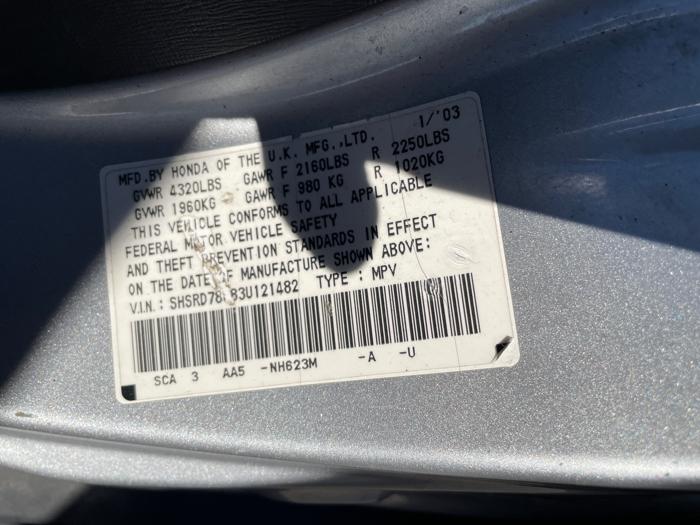 MFD.BY HONDA OF THE U.K. MFG.,LTD. 1/'03
GVWR 4320LBS GAWR F 2160LBS R 2250LBS
GVWR 1960KG GAWR F 980 KG R 1020KG
THIS VEHICLE CONFORMS TO ALL APPLICABLE
FEDERAL MOTOR VEHICLE SAFETY
AND THEFT PREVENTION STANDARDS IN EFFECT
ON THE DATE OF MANUFACTURE SHOWN ABOVE:
V.I.N.: TYPE : MPV
SCA 3 AA5 -NH623M -A -U